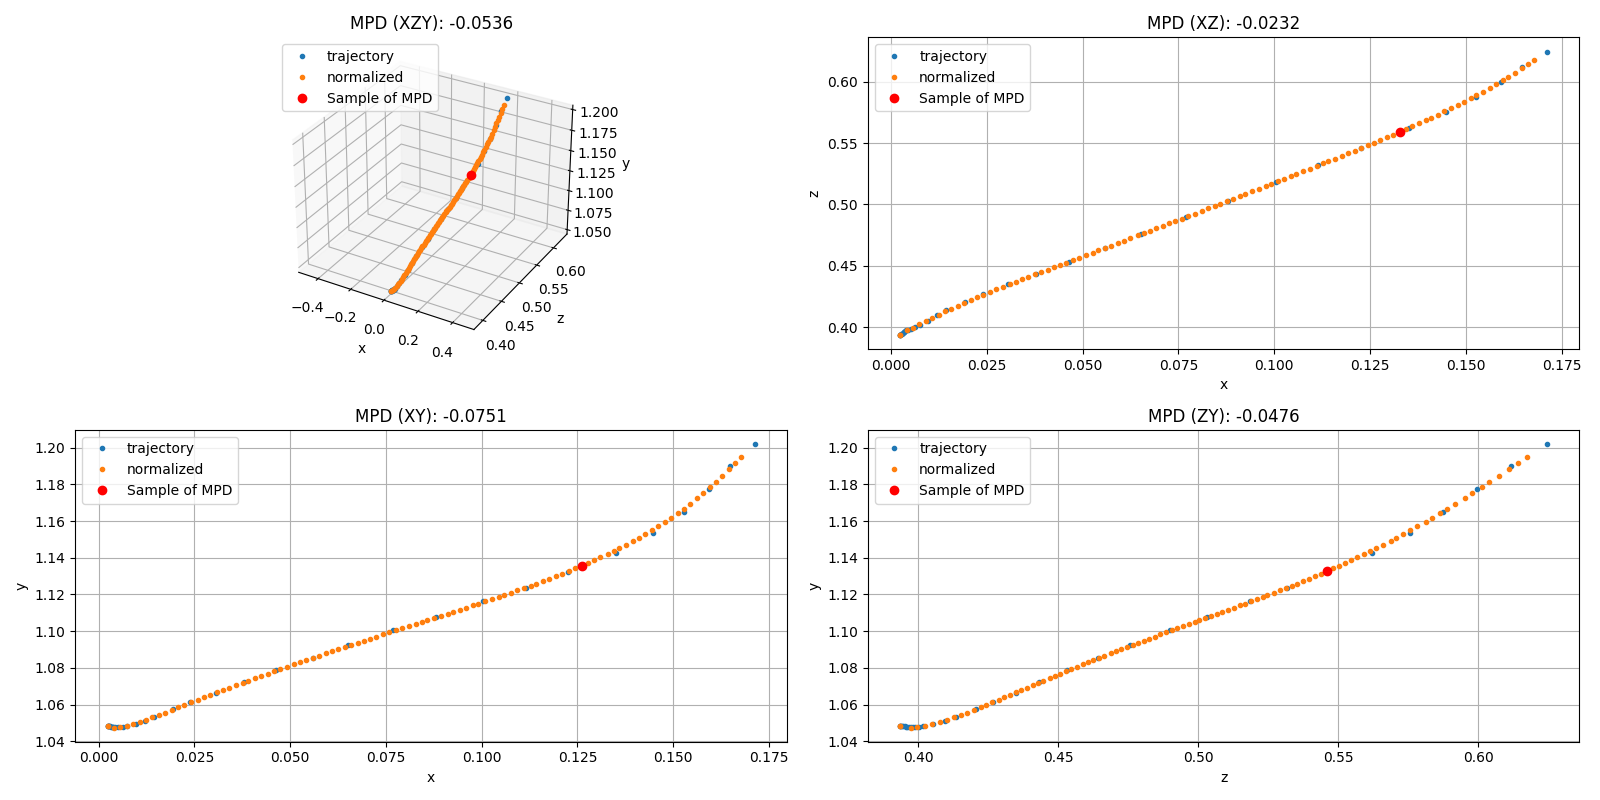 MPD (XZY): -0.0536
trajectory
normalized
Sample of MPD
1.200
1.175
1.150
1.125
1.100
1.075
1.050
y
0.60
0.55
0.50
0.45
0.40
z
−0.4
−0.2
0.0
0.2
0.4
x
MPD (XZ): -0.0232
trajectory
normalized
Sample of MPD
0.60
0.55
0.50
0.45
0.40
z
0.000 0.025 0.050 0.075 0.100 0.125 0.150 0.175
x
MPD (XY): -0.0751
trajectory
normalized
Sample of MPD
1.20
1.18
1.16
1.14
1.12
1.10
1.08
1.06
1.04
y
0.000 0.025 0.050 0.075 0.100 0.125 0.150 0.175
x
MPD (ZY): -0.0476
trajectory
normalized
Sample of MPD
1.20
1.18
1.16
1.14
1.12
1.10
1.08
1.06
1.04
y
0.40 0.45 0.50 0.55 0.60
z